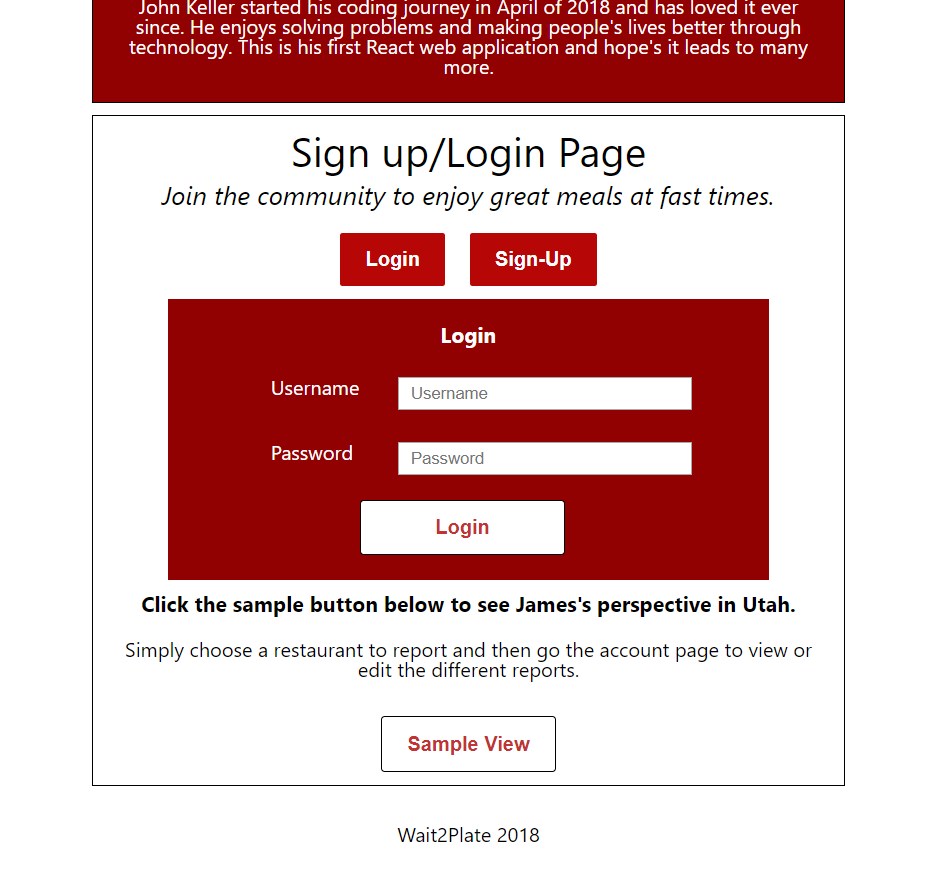 John Keller started his coding journey in April of 2018 and has loved it ever
since. He enjoys solving problems and making people's lives better through
technology. This is his first React web application and hope's it leads to many
more.
Sign up/Login Page
Join the community to enjoy great meals at fast times.
Login
Sign-Up
Login
Username
Username
Password
Password
Login
Click the sample button below to see James's perspective in Utah.
Simply choose a restaurant to report and then go the account page to view or
edit the different reports.
Sample View
Wait2Plate 2018